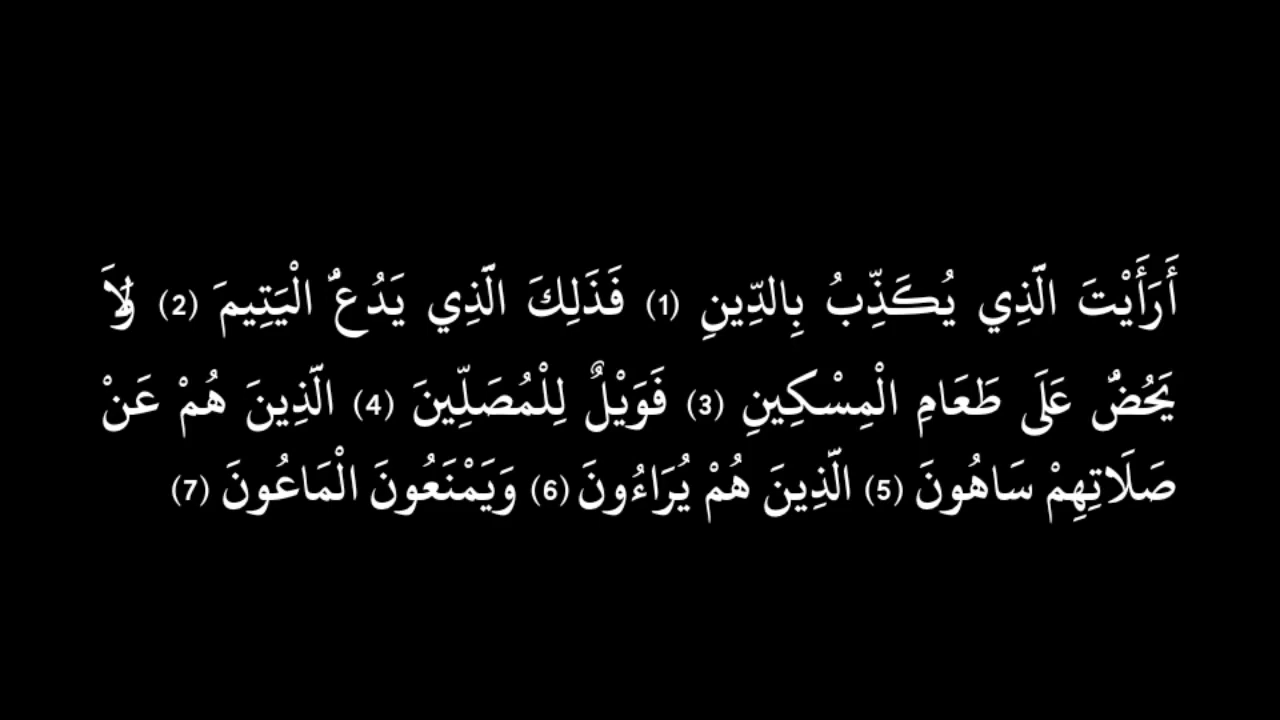 أَرَأَيْتَ الَّذِي يُكَذِّبُ بِالدِّينِ (1) فَذَلِكَ الَّذِي يَدُعُّ الْيَتِيمَ (2) وَلَا
يَحُضُّ عَلَى طَعَامِ الْمِسْكِينِ (3) فَوَيْلٌ لِلْمُصَلِّينَ (4) الَّذِينَ هُمْ عَنْ
صَلَاتِهِمْ سَاهُونَ (5) الَّذِينَ هُمْ يُرَاءُونَ (6) وَيَمْنَعُونَ الْمَاعُونَ (7)